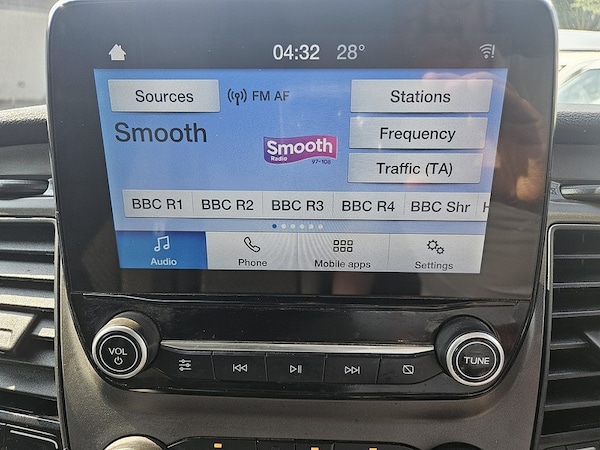 04:32 28°
Sources FM AF Stations
Smooth
Smooth
Radio 97-108
Frequency
Traffic (TA)
BBC R1 BBC R2 BBC R3 BBC R4 BBC Shr H
Audio Phone Mobile apps Settings
VOL
TUNE